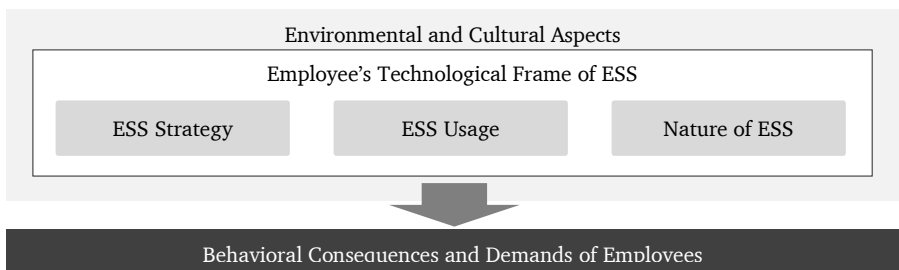 Environmental and Cultural Aspects
Employee’s Technological Frame of ESS
ESS Strategy
ESS Usage
Nature of ESS
Behavioral Consequences and Demands of Employees